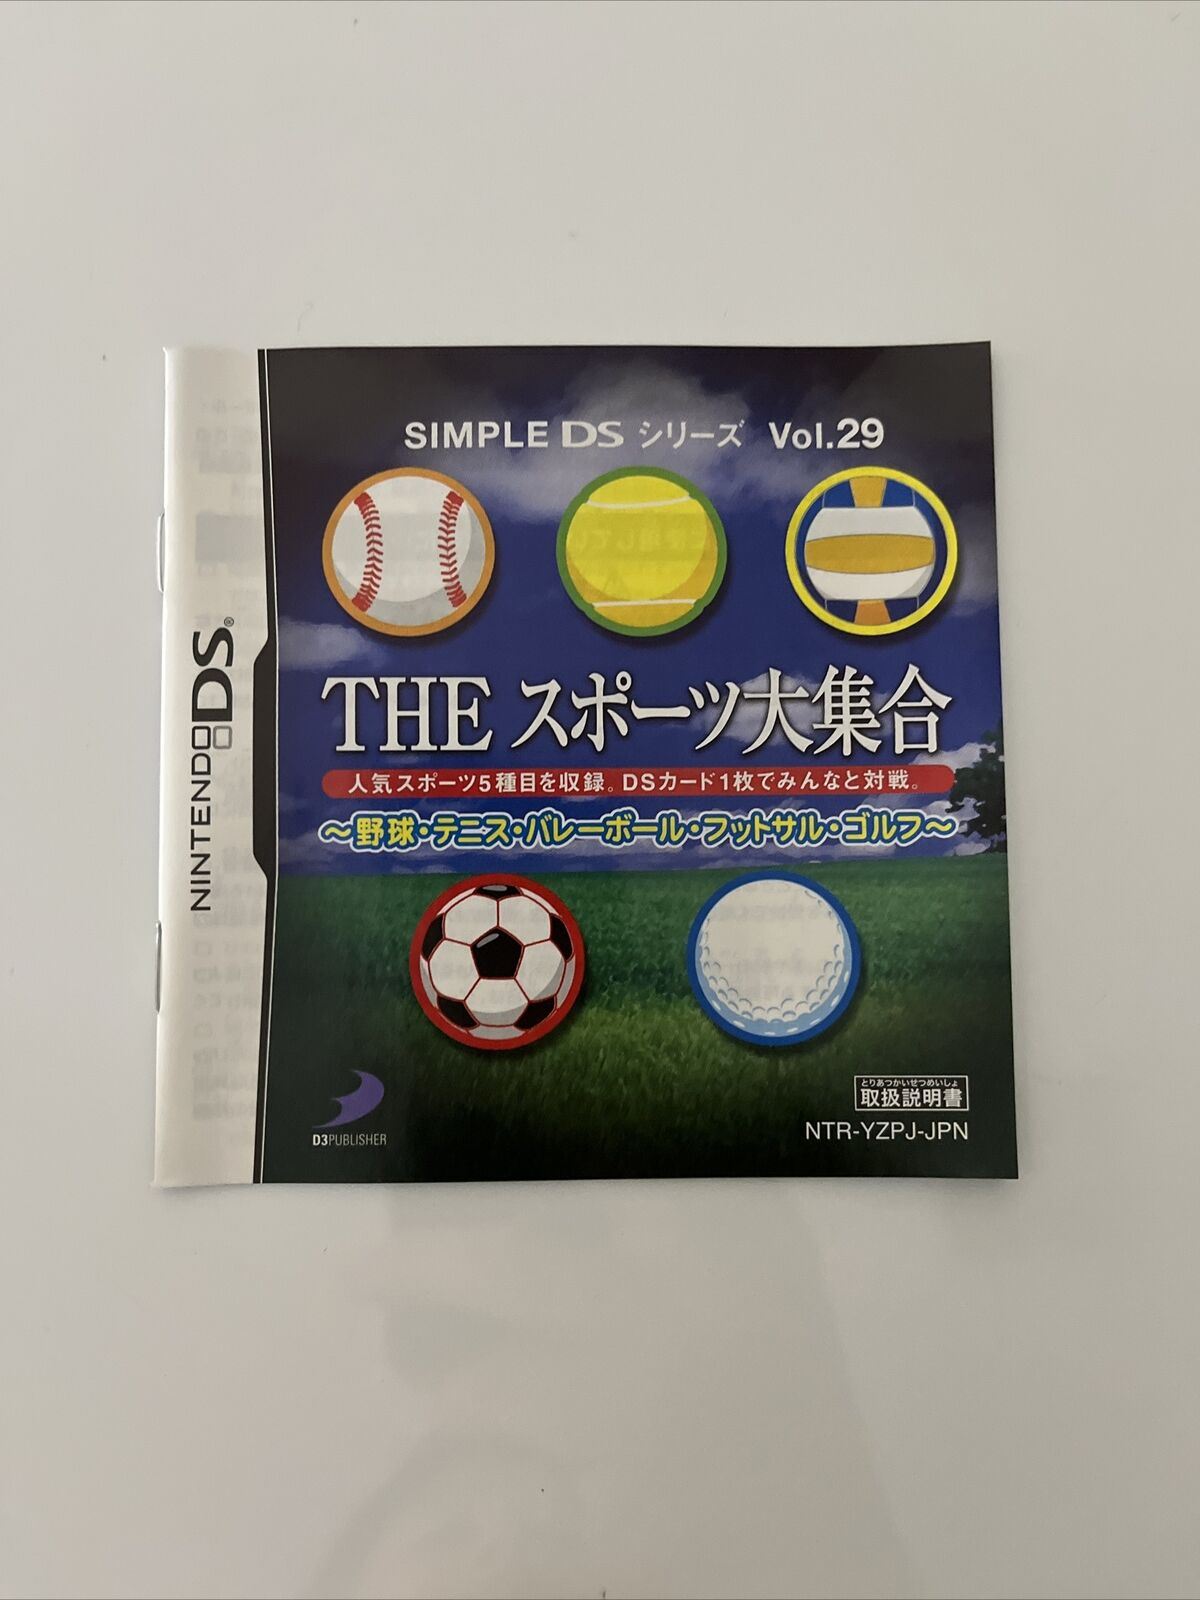 SIMPLE DS シリーズ Vol.29
THE スポーツ大集合
人気スポーツ5種目を収録。DSカード1枚でみんなと対戦。
～野球・テニス・バレーボール・フットサル・ゴルフ～
NINTENDO DS®
D3PUBLISHER
とりあつかいせつめいしょ
取扱説明書
NTR-YZPJ-JPN